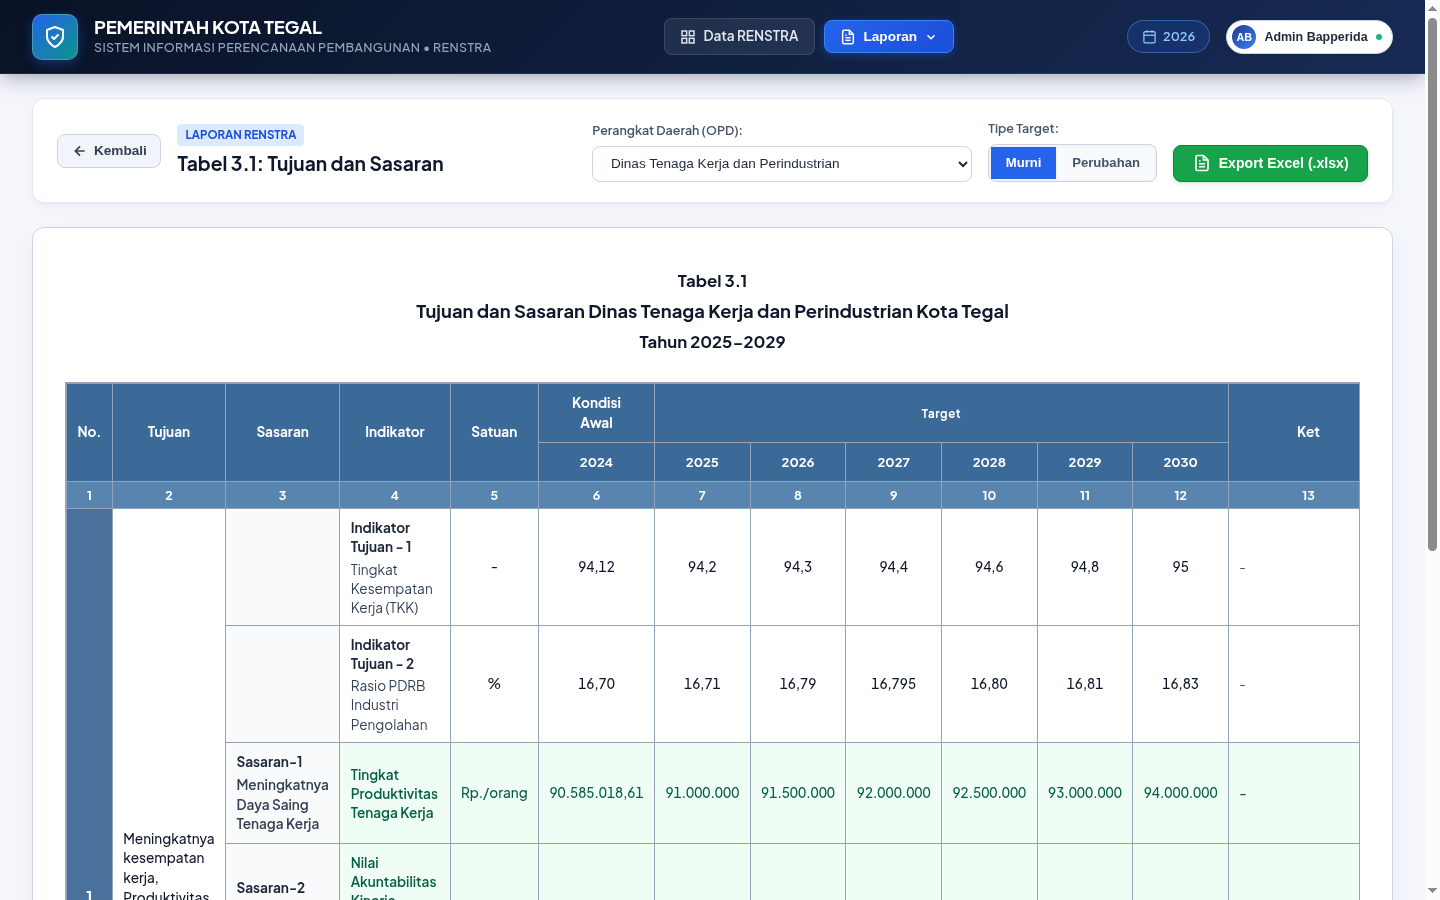 PEMERINTAH KOTA TEGAL
SISTEM INFORMASI PERENCANAAN PEMBANGUNAN • RENSTRA
Data RENSTRA
Laporan
2026
AB
Admin Bapperida
Kembali
LAPORAN RENSTRA
Tabel 3.1: Tujuan dan Sasaran
Perangkat Daerah (OPD):
Dinas Tenaga Kerja dan Perindustrian
Tipe Target:
Murni
Perubahan
Export Excel (.xlsx)
Tabel 3.1
Tujuan dan Sasaran Dinas Tenaga Kerja dan Perindustrian Kota Tegal
Tahun 2025–2029
No.
Tujuan
Sasaran
Indikator
Satuan
Kondisi
Awal
Target
Ket
2024
2025
2026
2027
2028
2029
2030
1
2
3
4
5
6
7
8
9
10
11
12
13
1
Meningkatnya
kesempatan
kerja,
Produktivitas
Indikator
Tujuan - 1
Tingkat
Kesempatan
Kerja (TKK)
-
94,12
94,2
94,3
94,4
94,6
94,8
95
-
Indikator
Tujuan - 2
Rasio PDRB
Industri
Pengolahan
%
16,70
16,71
16,79
16,795
16,80
16,81
16,83
-
Sasaran-1
Meningkatnya
Daya Saing
Tenaga Kerja
Tingkat
Produktivitas
Tenaga Kerja
Rp./orang
90.585.018,61
91.000.000
91.500.000
92.000.000
92.500.000
93.000.000
94.000.000
-
Sasaran-2
Nilai
Akuntabilitas
Kinerja